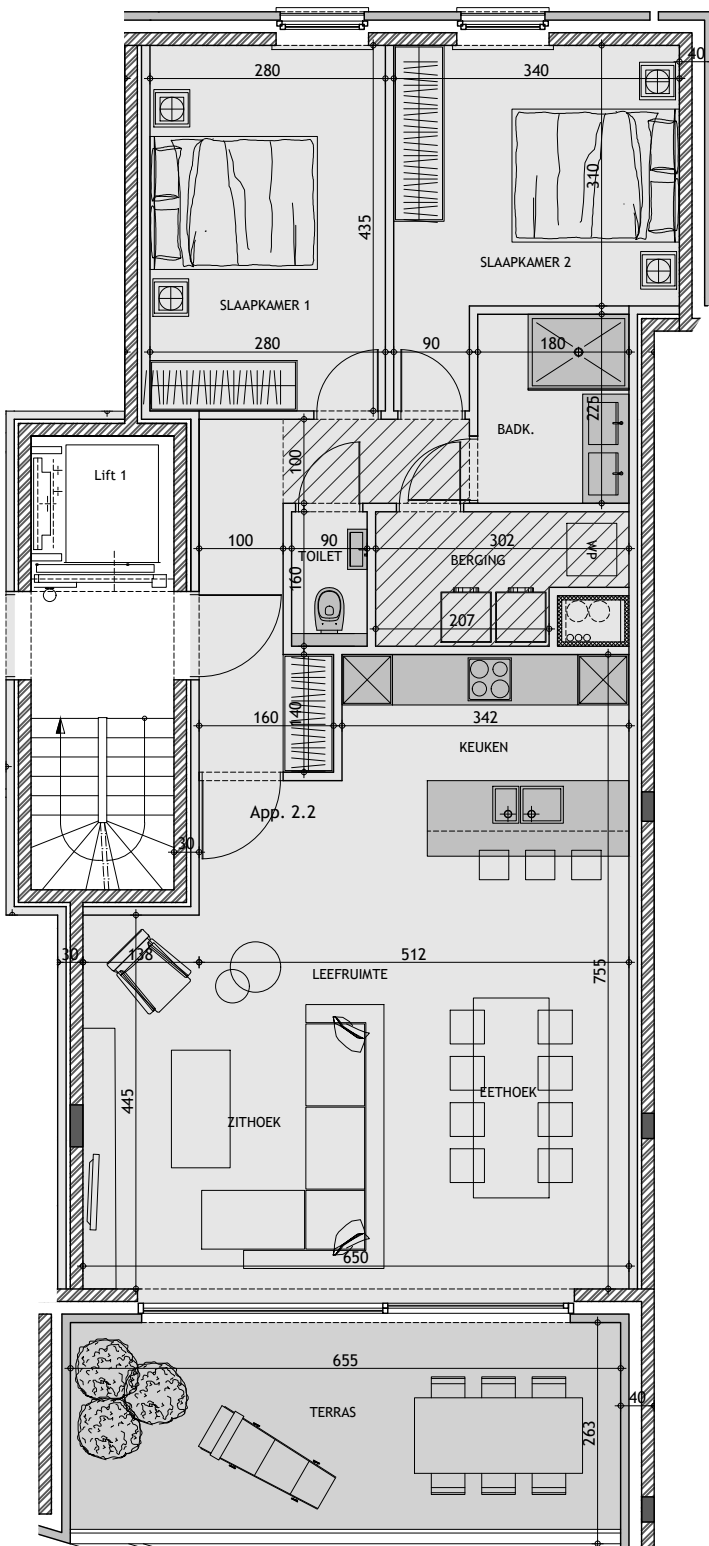 280
340
40
310
435
SLAAPKAMER 2
SLAAPKAMER 1
280
90
180
225
BADK.
Lift 1
100
100
90
302
TOILET
BERGING
WP
160
207
160
140
342
KEUKEN
App. 2.2
30
30
138
512
LEEFRUIMTE
755
445
ZITHOEK
EETHOEK
650
655
40
TERRAS
263